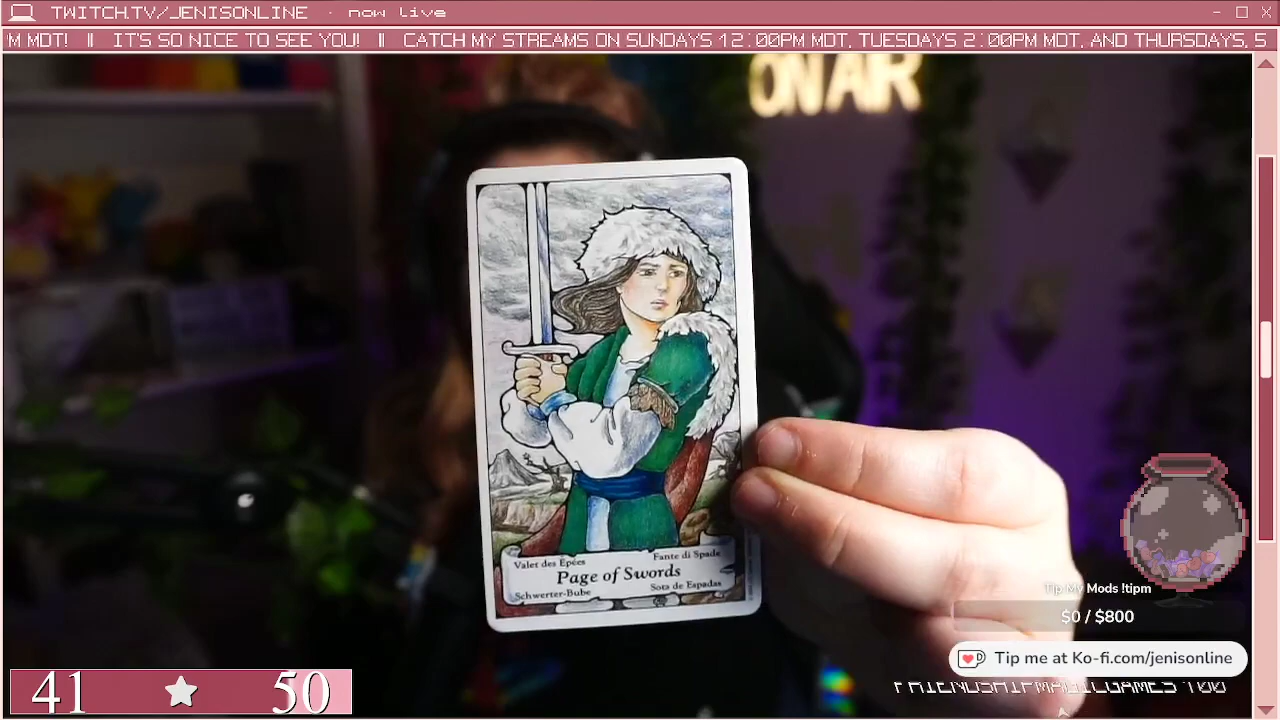 TWITCH.TV/JENISONLINE · now live
M MDT! || IT'S SO NICE TO SEE YOU! || CATCH MY STREAMS ON SUNDAYS 12:00PM MDT, TUESDAYS 2:00PM MDT, AND THURSDAYS, 5
ON AIR
Valet des Epées
Fante di Spade
Page of Swords
Schwerter-Bube
Sota de Espadas
Tip My Mods !tipm
$0 / $800
Tip me at Ko-fi.com/jenisonline
41 50